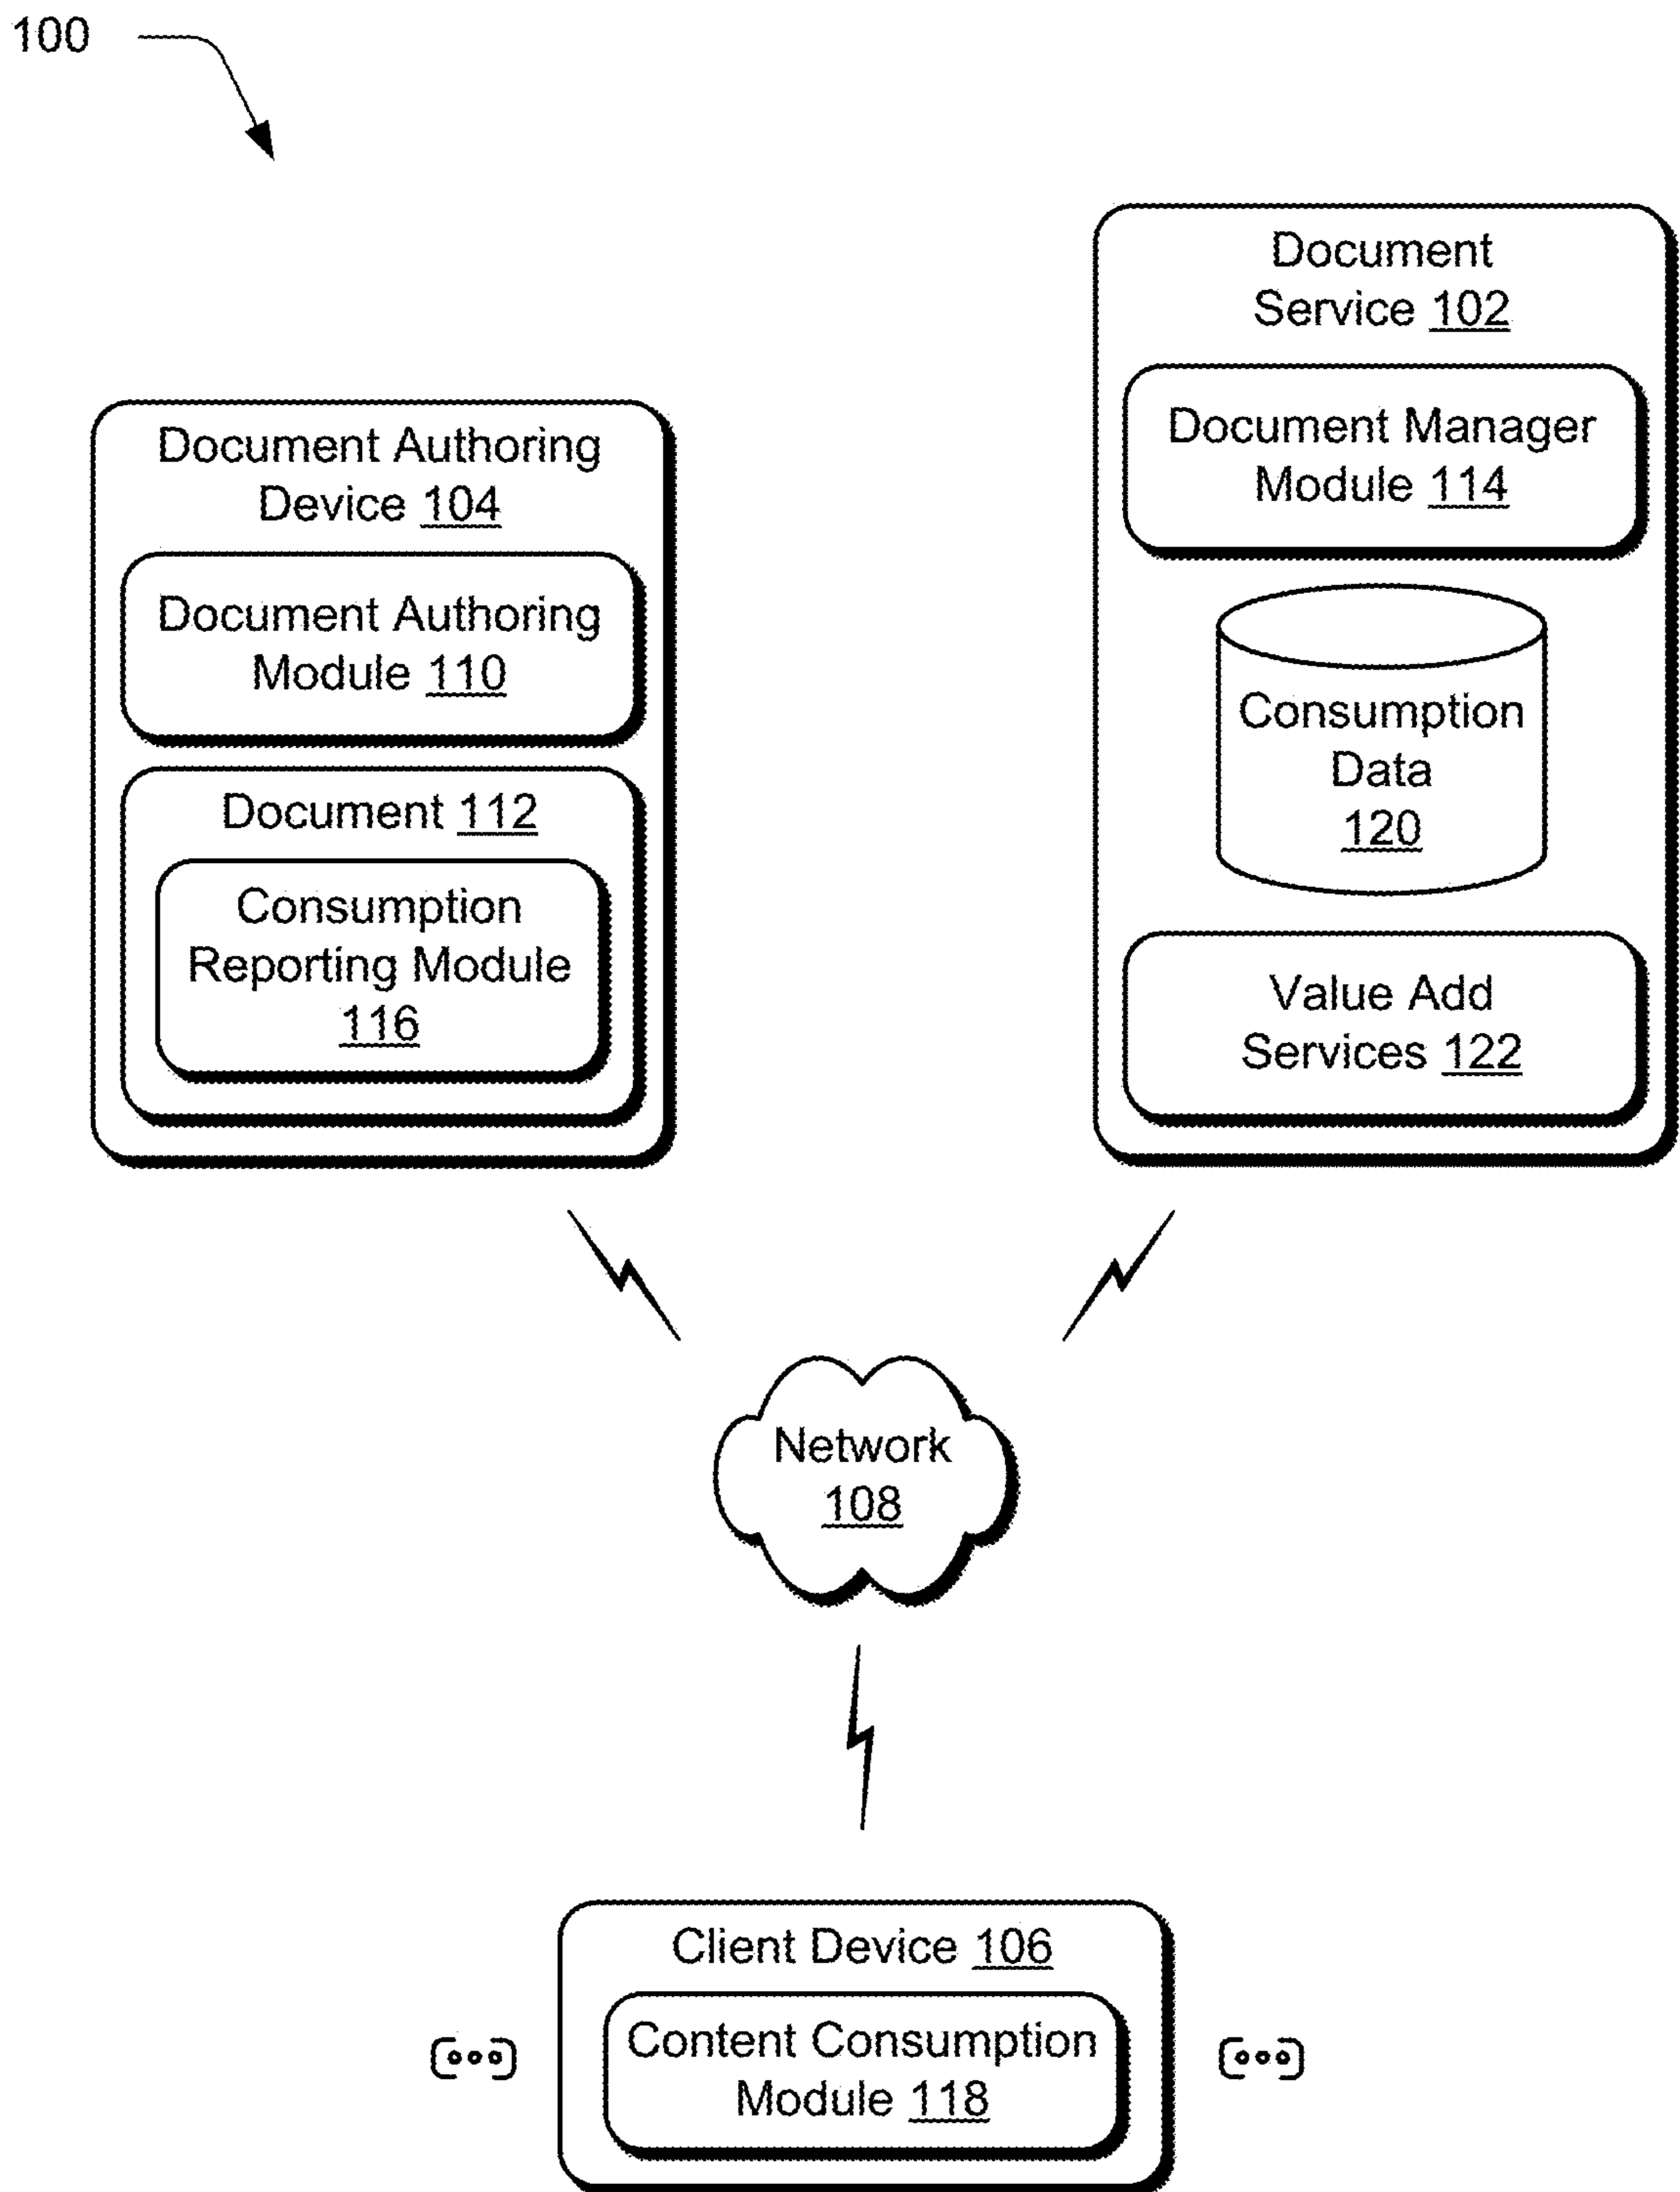 100
Document
Service 102
Document Manager
Module 114
Consumption
Data
120
Value Add
Services 122
Document Authoring
Device 104
Document Authoring
Module 110
Document 112
Consumption
Reporting Module
116
Network
108
Client Device 106
Content Consumption
Module 118